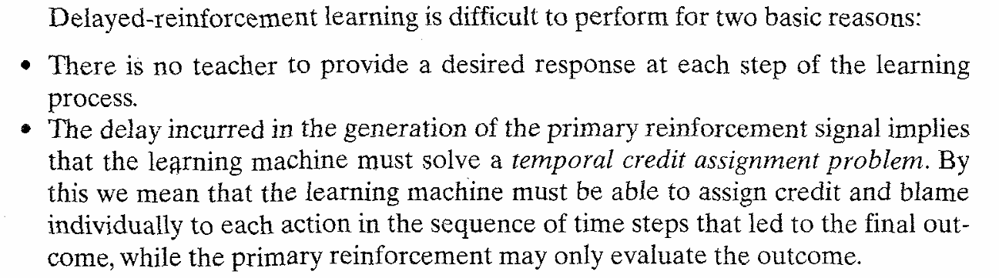 Delayed-reinforcement learning is difficult to perform for two basic reasons:
• There is no teacher to provide a desired response at each step of the learning
process.
• The delay incurred in the generation of the primary reinforcement signal implies
that the learning machine must solve a temporal credit assignment problem. By
this we mean that the learning machine must be able to assign credit and blame
individually to each action in the sequence of time steps that led to the final out-
come, while the primary reinforcement may only evaluate the outcome.